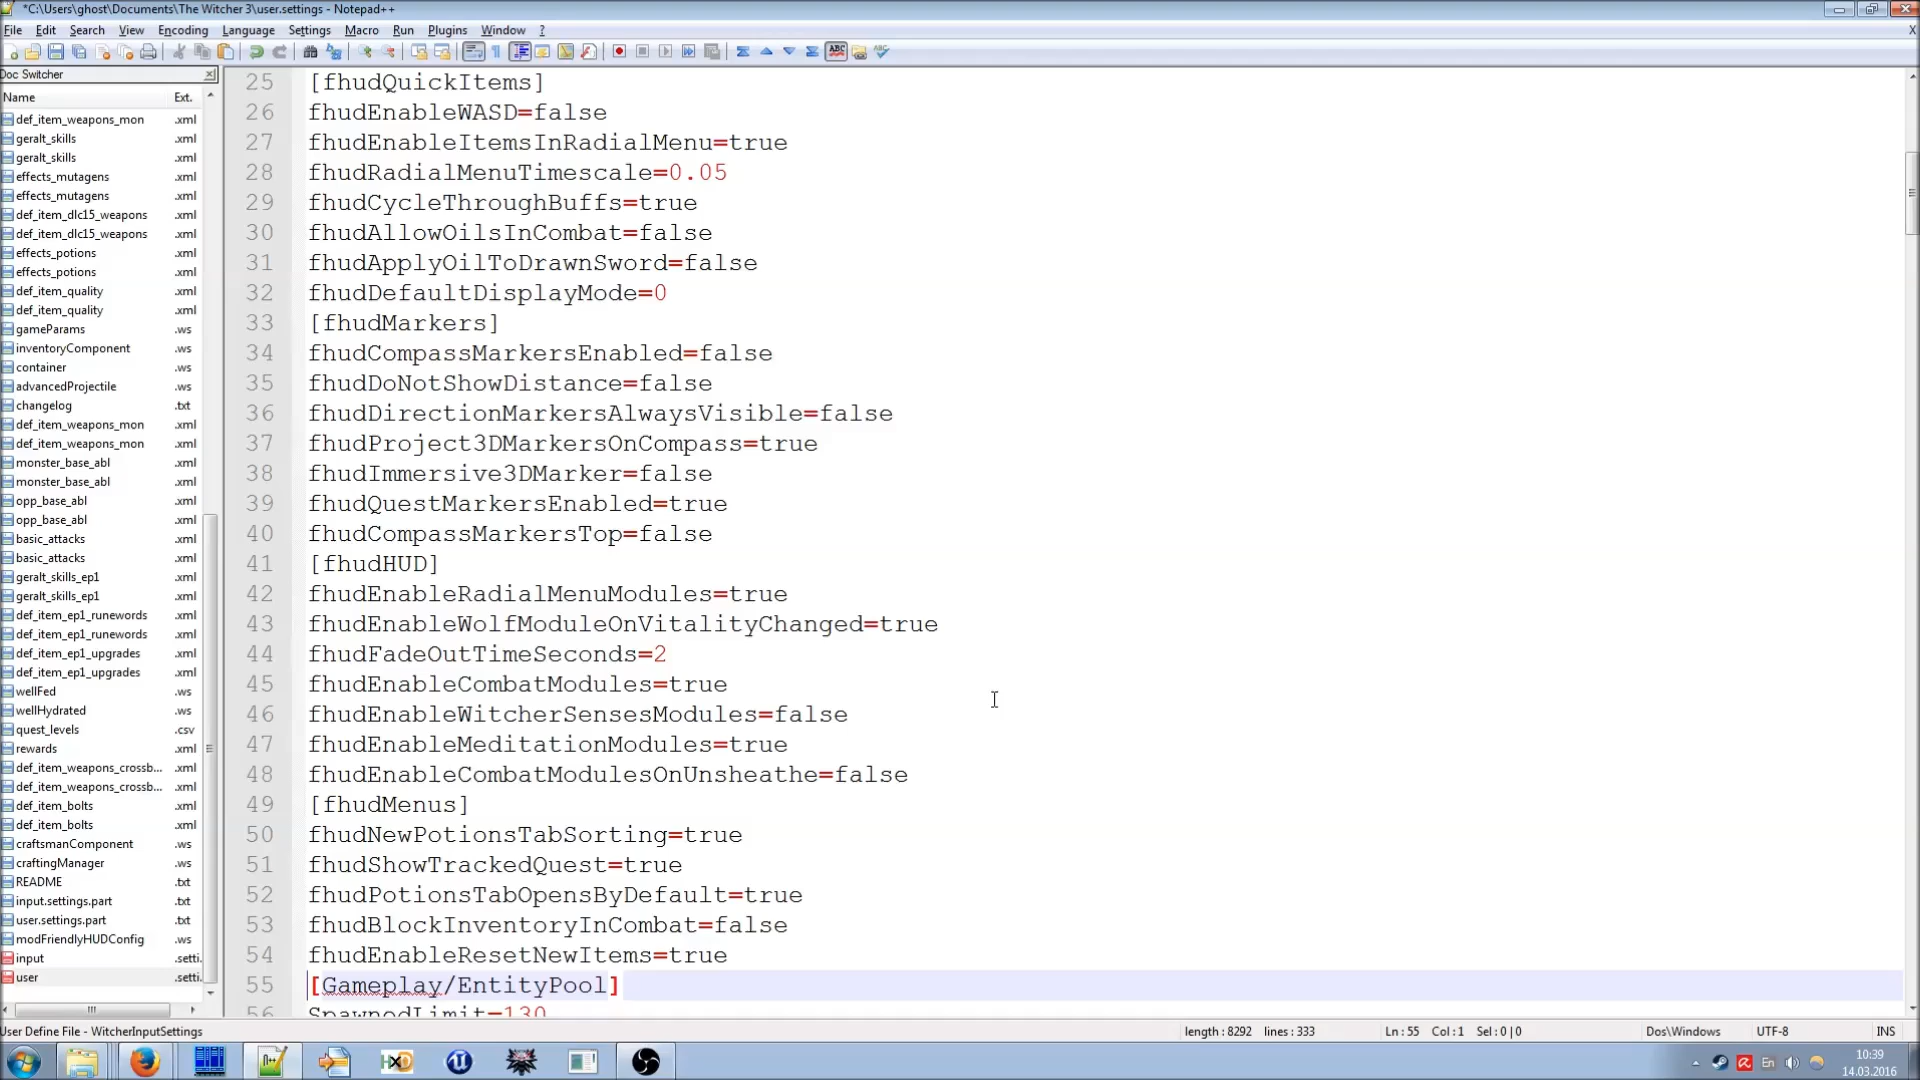 *C:\Users\ghost\Documents\The Witcher 3\user.settings - Notepad++
File Edit Search View Encoding Language Settings Macro Run Plugins Window ? X
Doc Switcher
Name Ext.
def_item_weapons_mon .xml
geralt_skills .xml
geralt_skills .xml
effects_mutagens .xml
effects_mutagens .xml
def_item_dlc15_weapons .xml
def_item_dlc15_weapons .xml
effects_potions .xml
effects_potions .xml
def_item_quality .xml
def_item_quality .xml
gameParams .ws
inventoryComponent .ws
container .ws
advancedProjectile .ws
changelog .txt
def_item_weapons_mon .xml
def_item_weapons_mon .xml
monster_base_abl .xml
monster_base_abl .xml
opp_base_abl .xml
opp_base_abl .xml
basic_attacks .xml
basic_attacks .xml
geralt_skills_ep1 .xml
geralt_skills_ep1 .xml
def_item_ep1_runewords .xml
def_item_ep1_runewords .xml
def_item_ep1_upgrades .xml
def_item_ep1_upgrades .xml
wellFed .ws
wellHydrated .ws
quest_levels .csv
rewards .xml
def_item_weapons_crossb... .xml
def_item_weapons_crossb... .xml
def_item_bolts .xml
def_item_bolts .xml
craftsmanComponent .ws
craftingManager .ws
README .txt
input.settings.part .txt
user.settings.part .txt
modFriendlyHUDConfig .ws
input .setti...
user .setti...
25 [fhudQuickItems]
26 fhudEnableWASD=false
27 fhudEnableItemsInRadialMenu=true
28 fhudRadialMenuTimescale=0.05
29 fhudCycleThroughBuffs=true
30 fhudAllowOilsInCombat=false
31 fhudApplyOilToDrawnSword=false
32 fhudDefaultDisplayMode=0
33 [fhudMarkers]
34 fhudCompassMarkersEnabled=false
35 fhudDoNotShowDistance=false
36 fhudDirectionMarkersAlwaysVisible=false
37 fhudProject3DMarkersOnCompass=true
38 fhudImmersive3DMarker=false
39 fhudQuestMarkersEnabled=true
40 fhudCompassMarkersTop=false
41 [fhudHUD]
42 fhudEnableRadialMenuModules=true
43 fhudEnableWolfModuleOnVitalityChanged=true
44 fhudFadeOutTimeSeconds=2
45 fhudEnableCombatModules=true
46 fhudEnableWitcherSensesModules=false
47 fhudEnableMeditationModules=true
48 fhudEnableCombatModulesOnUnsheathe=false
49 [fhudMenus]
50 fhudNewPotionsTabSorting=true
51 fhudShowTrackedQuest=true
52 fhudPotionsTabOpensByDefault=true
53 fhudBlockInventoryInCombat=false
54 fhudEnableResetNewItems=true
55 [Gameplay/EntityPool]
56 SpawnedLimit=130
User Define File - WitcherInputSettings length : 8292 lines : 333 Ln : 55 Col : 1 Sel : 0 | 0 Dos\Windows UTF-8 INS
En 10:39
14.03.2016